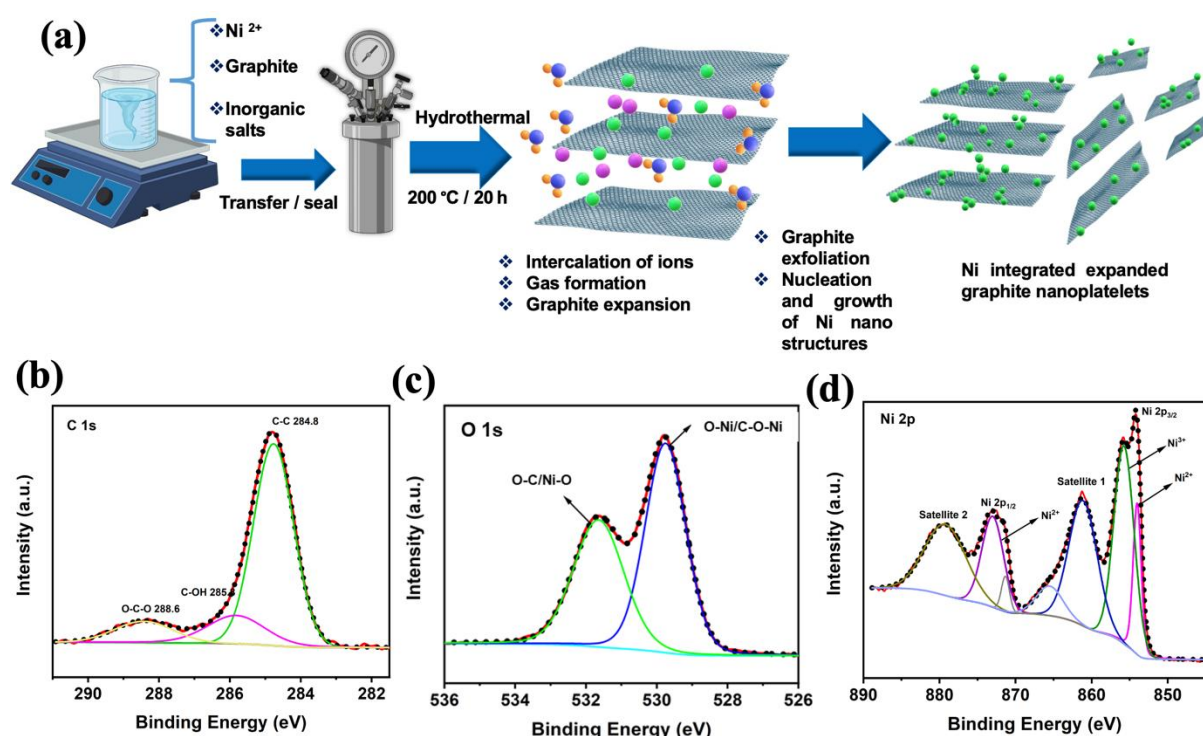 (a)
❖ Ni 2+
❖ Graphite
❖ Inorganic
salts
Transfer / seal
Hydrothermal
200 °C / 20 h
❖ Intercalation of ions
❖ Gas formation
❖ Graphite expansion
❖ Graphite
exfoliation
❖ Nucleation
and growth
of Ni nano
structures
Ni integrated expanded
graphite nanoplatelets
(b)
C 1s
C-C 284.8
C-OH
O-C-O 288.6
Intensity (a.u.)
290 288 286 284 282
Binding Energy (eV)
(c)
O 1s
O-Ni/C-O-Ni
O-C/Ni-O
Intensity (a.u.)
536 534 532 530 528 526
Binding Energy (eV)
(d)
Ni 2p
Ni 2p3/2
Ni3+
Satellite 1
Ni2+
Ni 2p1/2
Satellite 2
Ni2+
Intensity (a.u.)
890 880 870 860 850
Binding Energy (eV)